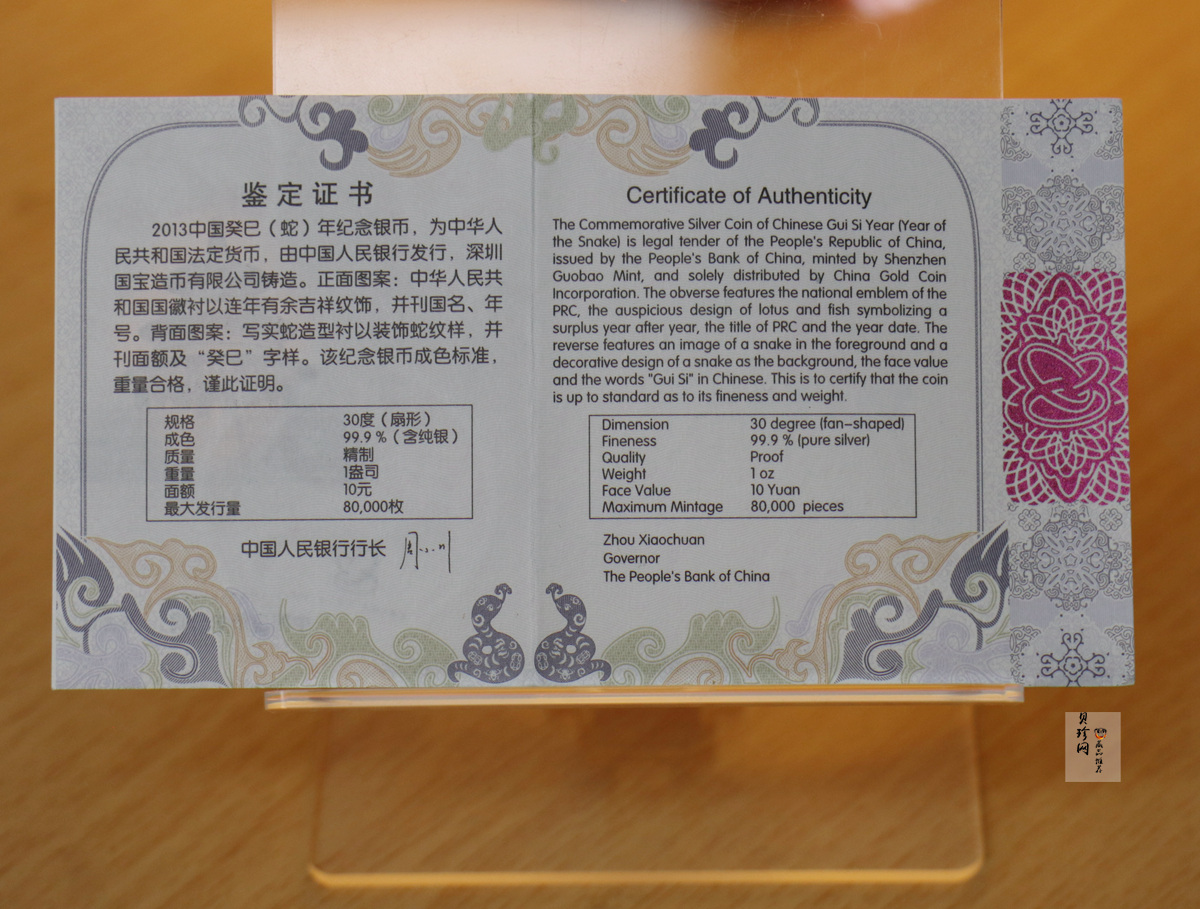 鉴定证书
2013中国癸巳（蛇）年纪念银币，为中华人
民共和国法定货币，由中国人民银行发行，深圳
国宝造币有限公司铸造。正面图案：中华人民共
和国国徽衬以连年有余吉祥纹饰，并刊国名、年
号。背面图案：写实蛇造型衬以装饰蛇纹样，并
刊面额及“癸巳”字样。该纪念银币成色标准，
重量合格，谨此证明。
规格 30度（扇形）
成色 99.9 %（含纯银）
质量 精制
重量 1盎司
面额 10元
最大发行量 80,000枚
中国人民银行行长
Certificate of Authenticity
The Commemorative Silver Coin of Chinese Gui Si Year (Year of
the Snake) is legal tender of the People's Republic of China,
issued by the People's Bank of China, minted by Shenzhen
Guobao Mint, and solely distributed by China Gold Coin
Incorporation. The obverse features the national emblem of the
PRC, the auspicious design of lotus and fish symbolizing a
surplus year after year, the title of PRC and the year date. The
reverse features an image of a snake in the foreground and a
decorative design of a snake as the background, the face value
and the words "Gui Si" in Chinese. This is to certify that the coin
is up to standard as to its fineness and weight.
Dimension 30 degree (fan-shaped)
Fineness 99.9 % (pure silver)
Quality Proof
Weight 1 oz
Face Value 10 Yuan
Maximum Mintage 80,000 pieces
Zhou Xiaochuan
Governor
The People's Bank of China
贝珍网
藏品推荐